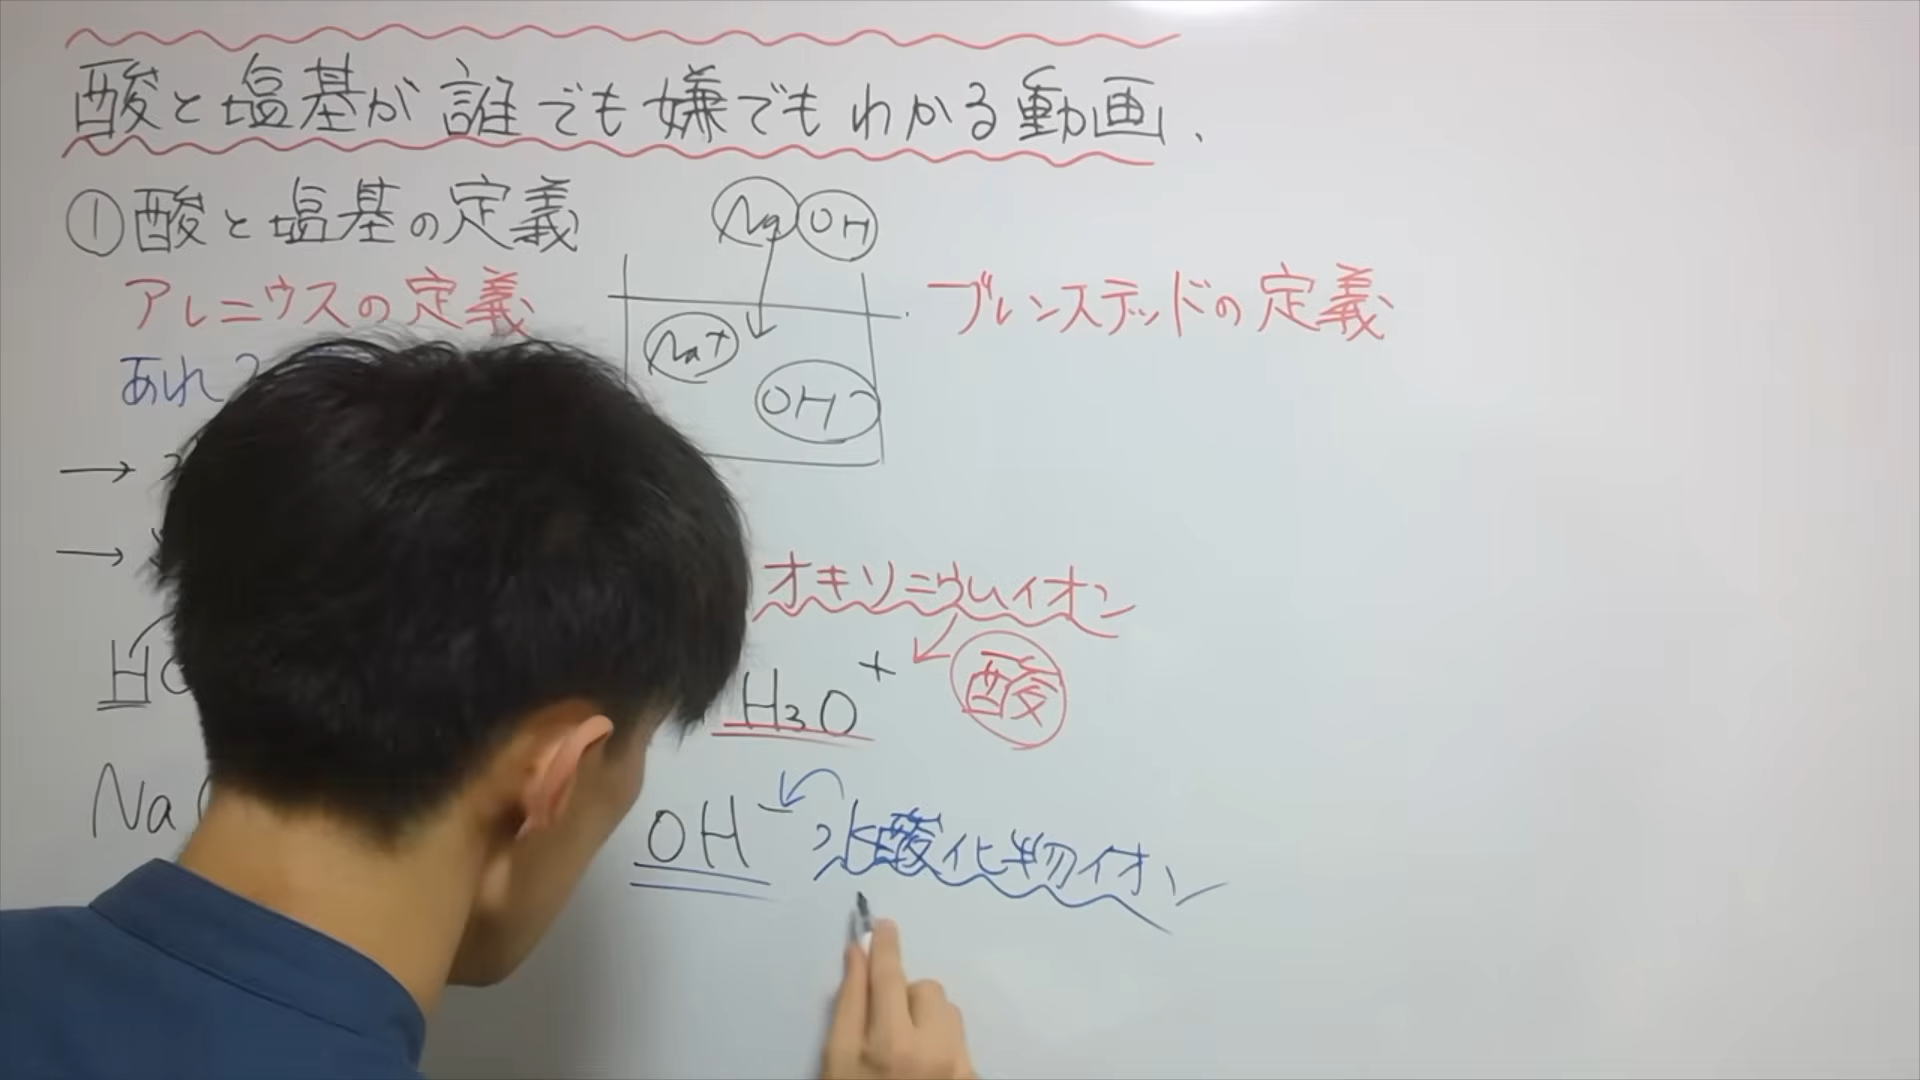 酸と塩基が誰でも嫌でもわかる動画、
①酸と塩基の定義
Na OH
アレニウスの定義
ブレンステッドの定義
Na+
OH-
あれ
→
→
オキソニウムイオン
H
H3O+
酸
Na
OH- 水酸化物イオン